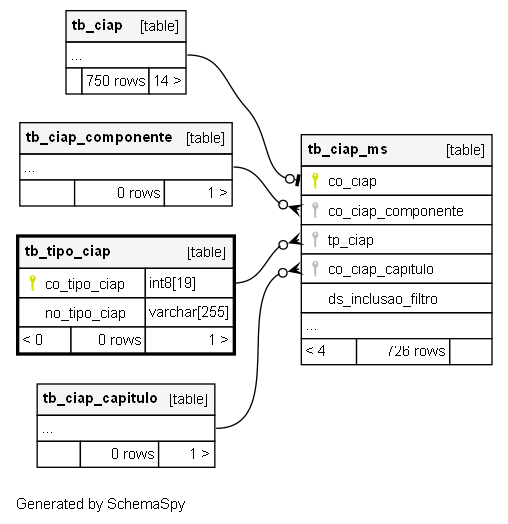 tb_ciap [table]
...
750 rows 14 >
tb_ciap_componente [table]
...
0 rows 1 >
tb_tipo_ciap [table]
co_tipo_ciap int8[19]
no_tipo_ciap varchar[255]
< 0 0 rows 1 >
tb_ciap_capitulo [table]
...
0 rows 1 >
tb_ciap_ms [table]
co_ciap
co_ciap_componente
tp_ciap
co_ciap_capitulo
ds_inclusao_filtro
...
< 4 726 rows
Generated by SchemaSpy